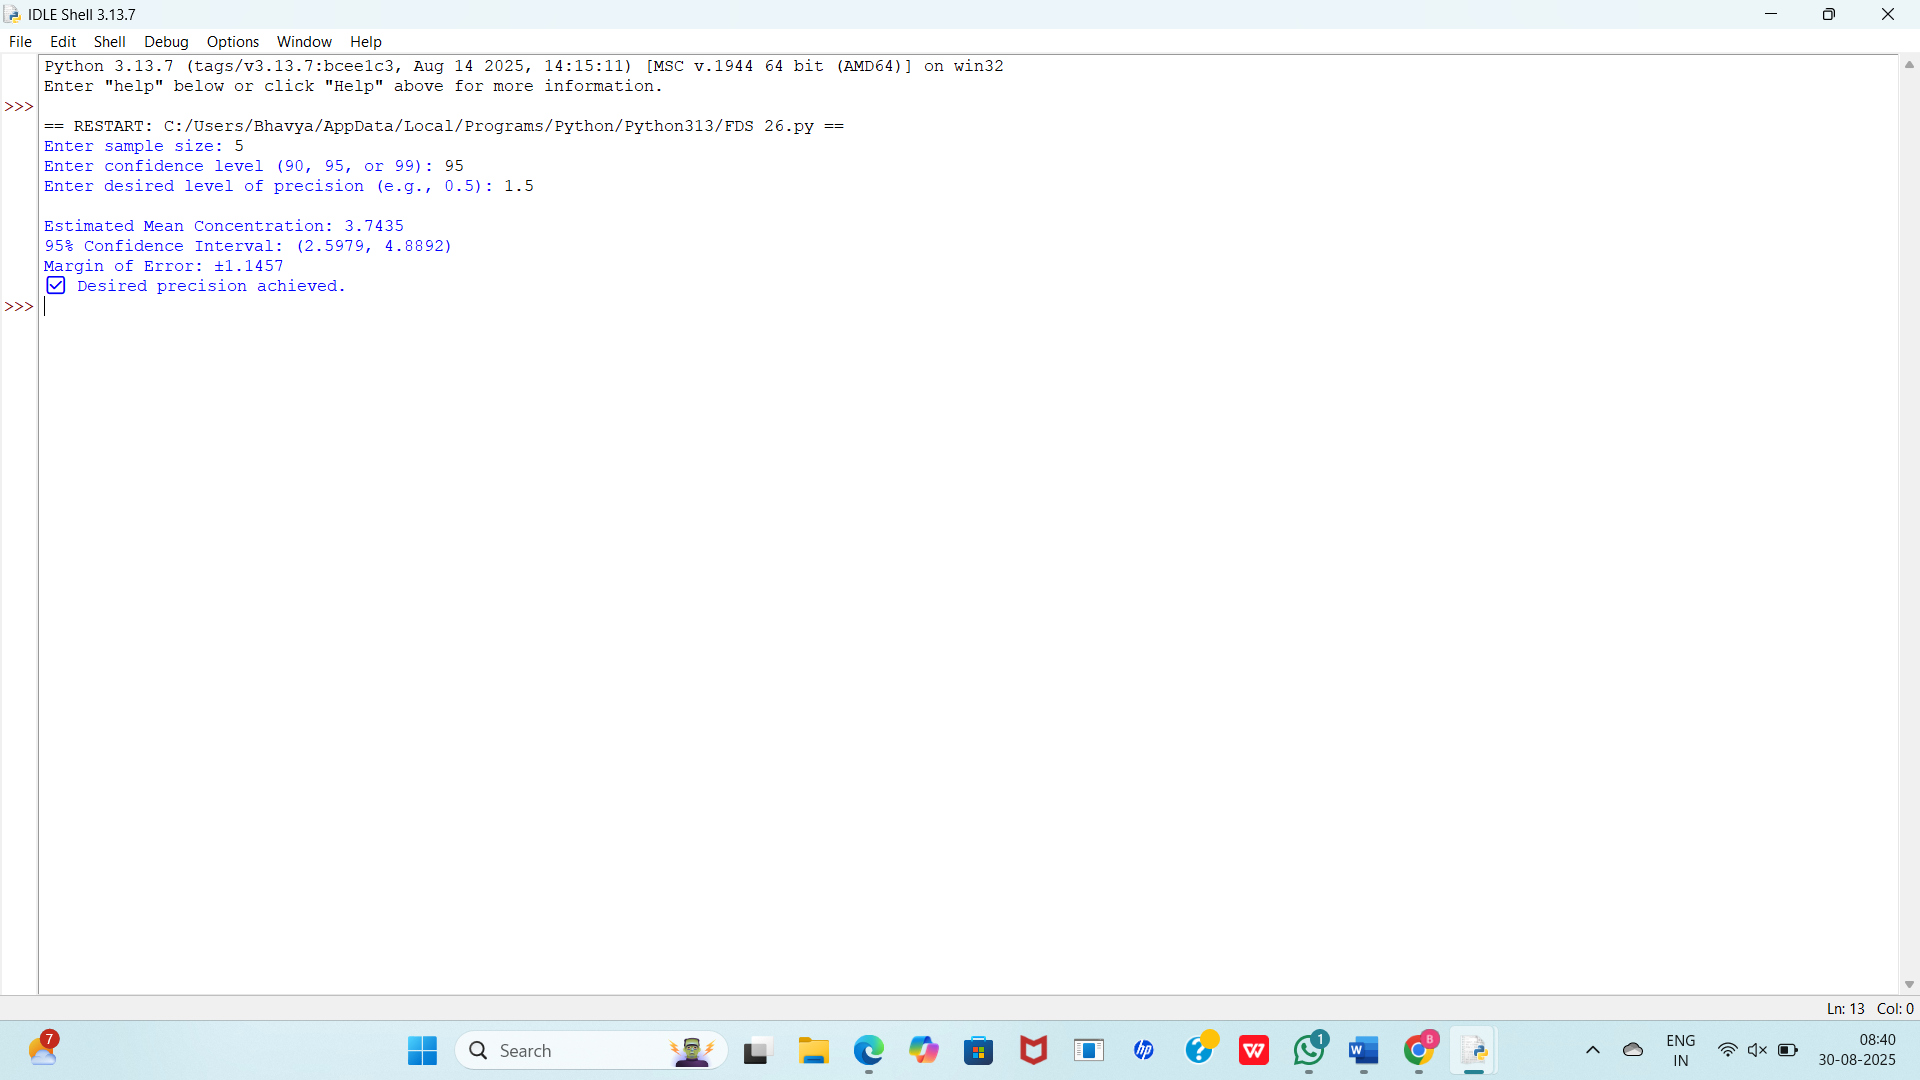 IDLE Shell 3.13.7
File Edit Shell Debug Options Window Help
Python 3.13.7 (tags/v3.13.7:bcee1c3, Aug 14 2025, 14:15:11) [MSC v.1944 64 bit (AMD64)] on win32
Enter "help" below or click "Help" above for more information.
>>>
== RESTART: C:/Users/Bhavya/AppData/Local/Programs/Python/Python313/FDS 26.py ==
Enter sample size: 5
Enter confidence level (90, 95, or 99): 95
Enter desired level of precision (e.g., 0.5): 1.5
Estimated Mean Concentration: 3.7435
95% Confidence Interval: (2.5979, 4.8892)
Margin of Error: ±1.1457
☑ Desired precision achieved.
>>>
Ln: 13 Col: 0
7
Search
hp
?
W
1
W
B
ENG
IN
08:40
30-08-2025